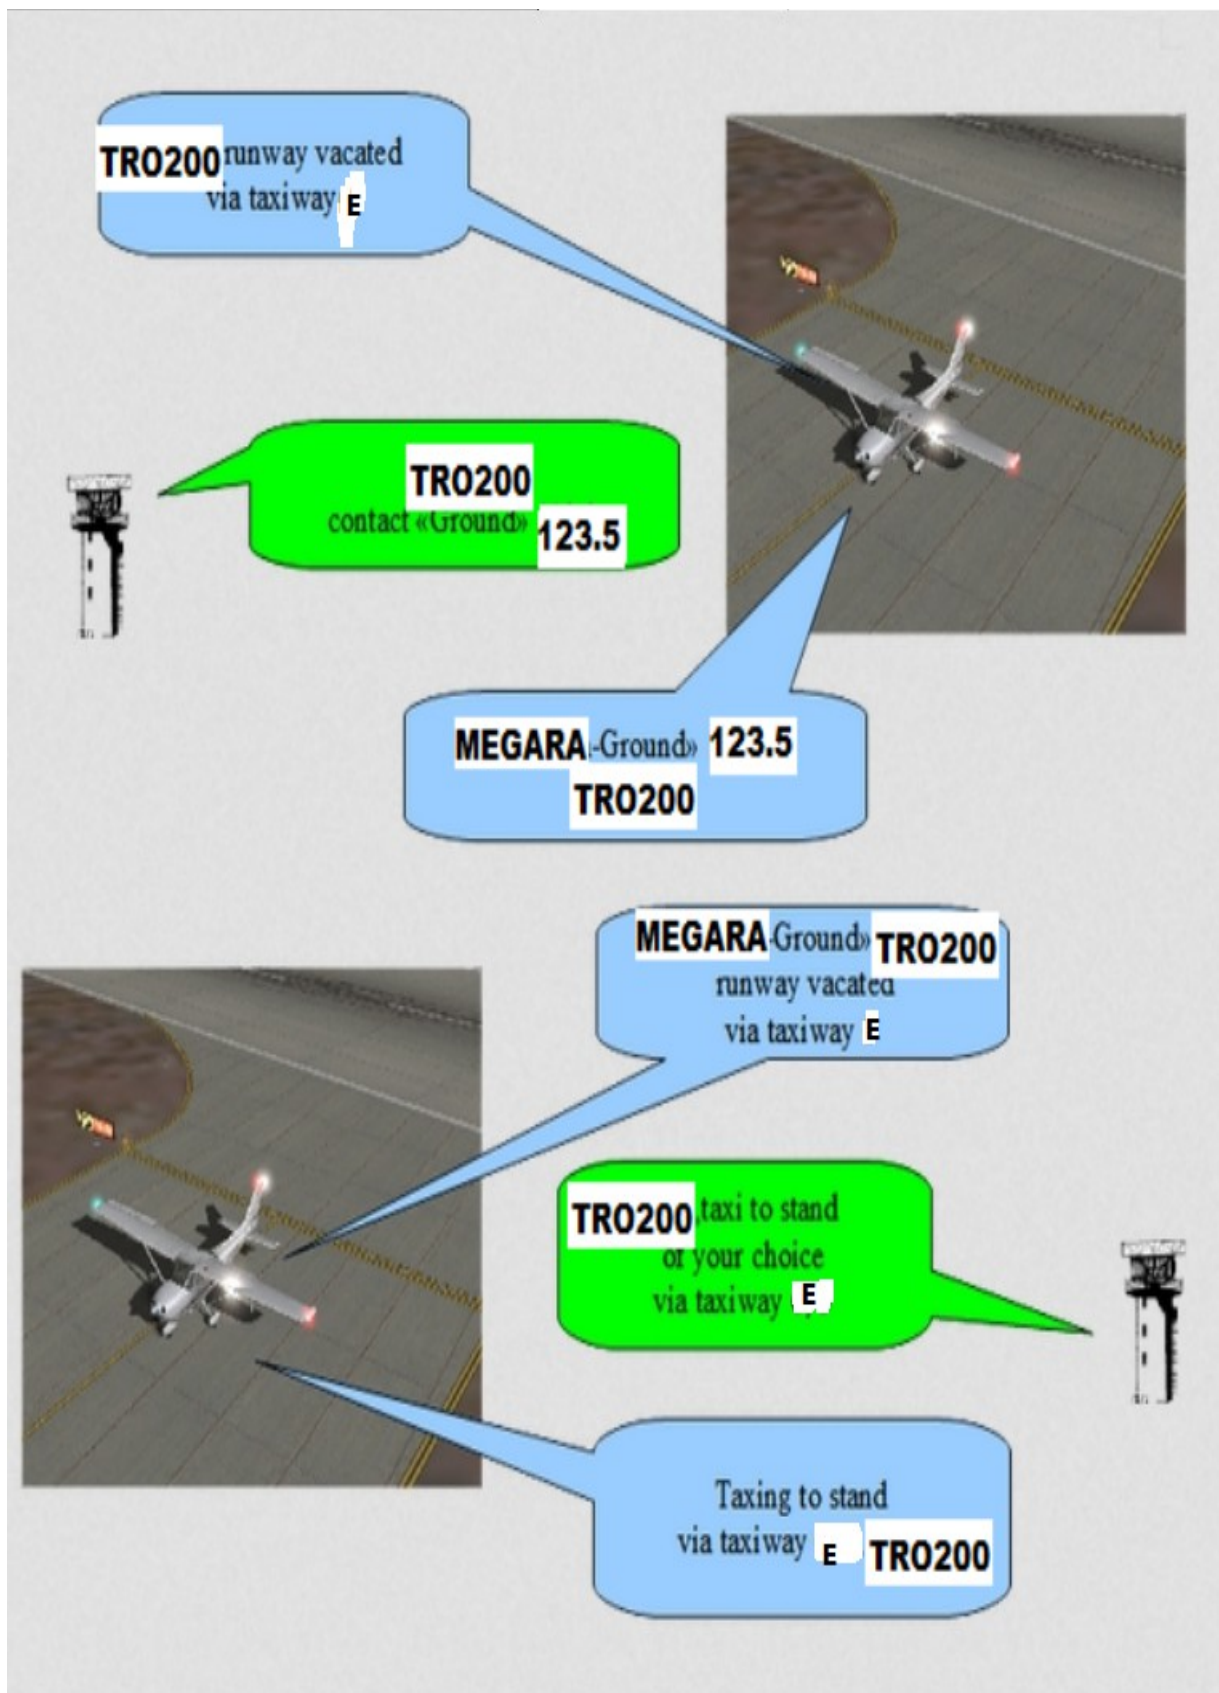 TRO200 runway vacated
via taxiway E
TRO200
contact «Ground» 123.5
MEGARA -Ground» 123.5
TRO200
MEGARA -Ground» TRO200
runway vacated
via taxiway E
TRO200 ,taxi to stand
of your choice
via taxiway E
Taxing to stand
via taxiway E TRO200